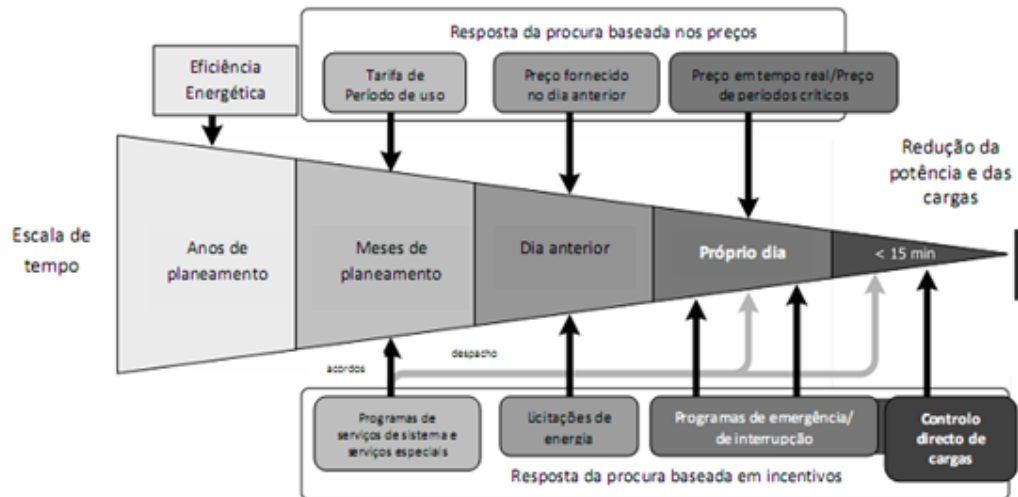 Resposta da procura baseada nos preços
Eficiência
Energética
Tarifa de
Período de uso
Preço fornecido
no dia anterior
Preço em tempo real/Preço
de períodos críticos
Redução da
potência e das
cargas
Escala de
tempo
Anos de
planeamento
Meses de
planeamento
Dia anterior
Próprio dia
< 15 min
acordos
despacho
Programas de
serviços de sistema e
serviços especiais
Licitações de
energia
Programas de emergência/
de interrupção
Controlo
directo de
cargas
Resposta da procura baseada em incentivos